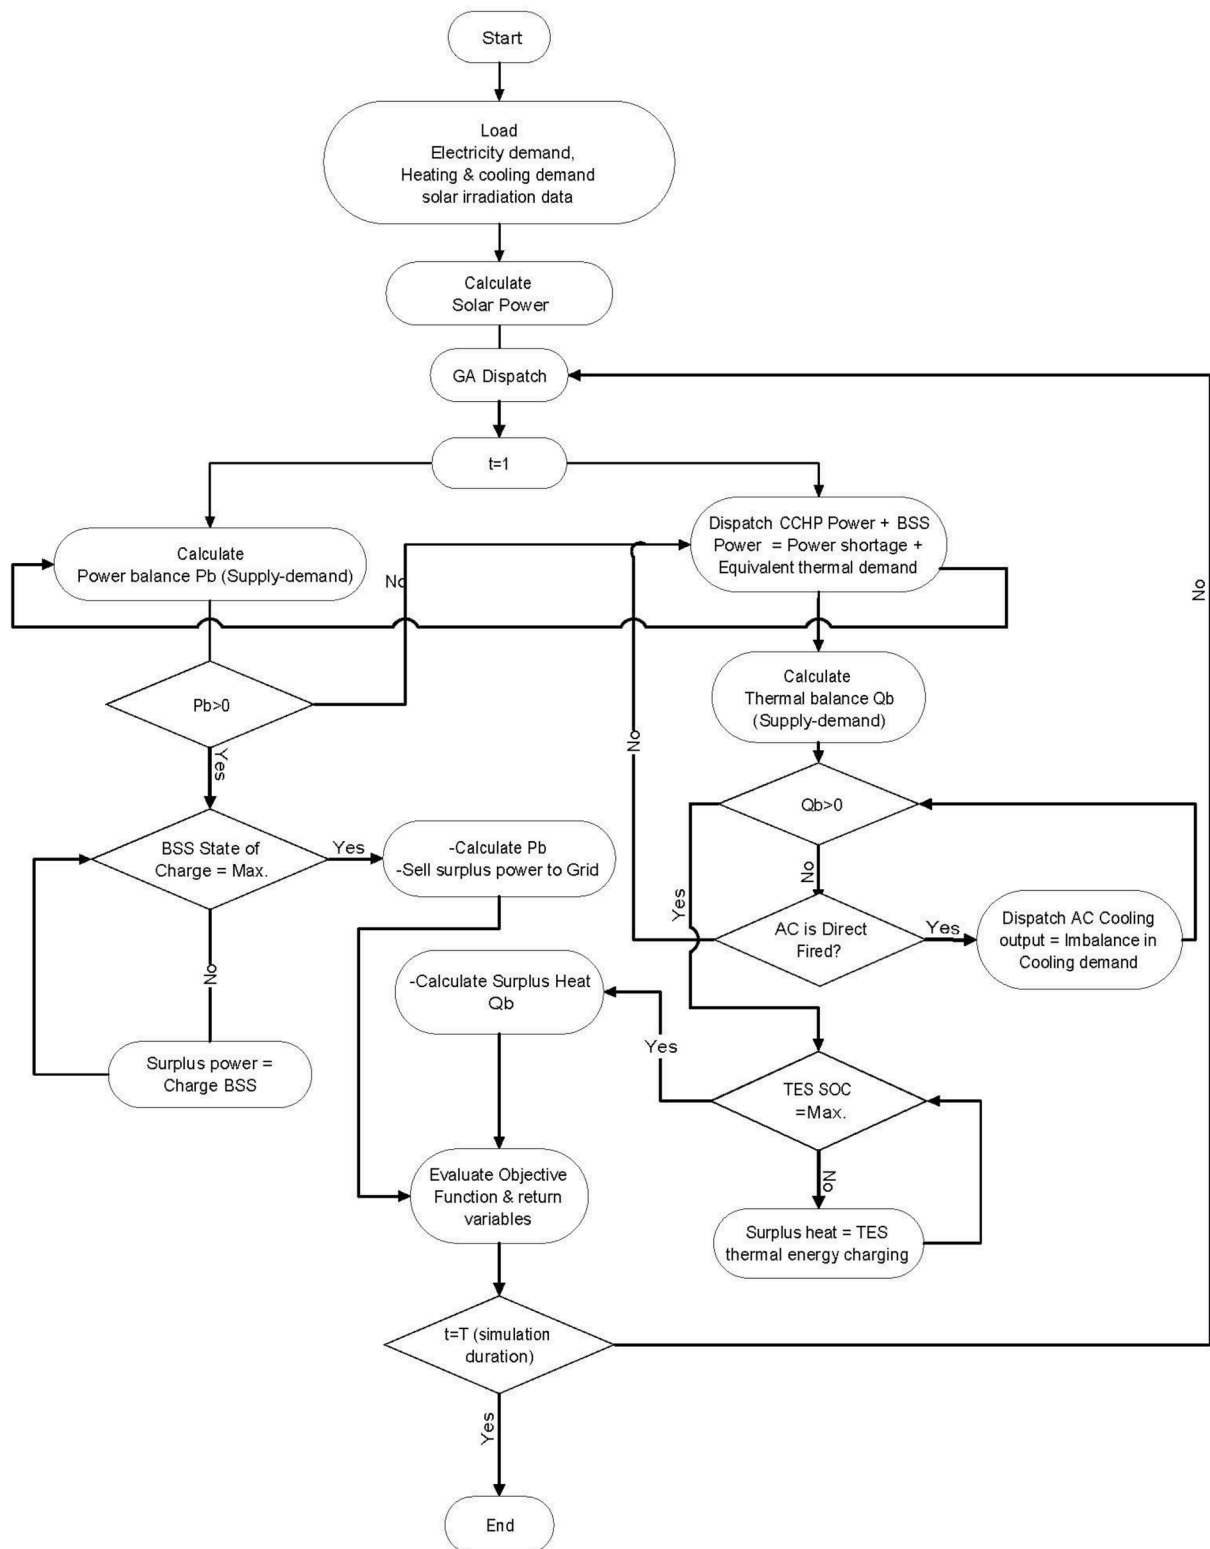 Start
Load
Electricity demand,
Heating & cooling demand
solar irradiation data
Calculate
Solar Power
GA Dispatch
t=1
Calculate
Power balance Pb (Supply-demand)
No
Dispatch CCHP Power + BSS
Power = Power shortage +
Equivalent thermal demand
No
Pb>0
Yes
Calculate
Thermal balance Qb
(Supply-demand)
No
Qb>0
No
Yes
BSS State of
Charge = Max.
Yes
-Calculate Pb
-Sell surplus power to Grid
No
AC is Direct
Fired?
Yes
Dispatch AC Cooling
output = Imbalance in
Cooling demand
-Calculate Surplus Heat
Qb
Yes
Surplus power =
Charge BSS
TES SOC
=Max.
No
Evaluate Objective
Function & return
variables
Surplus heat = TES
thermal energy charging
t=T (simulation
duration)
Yes
End